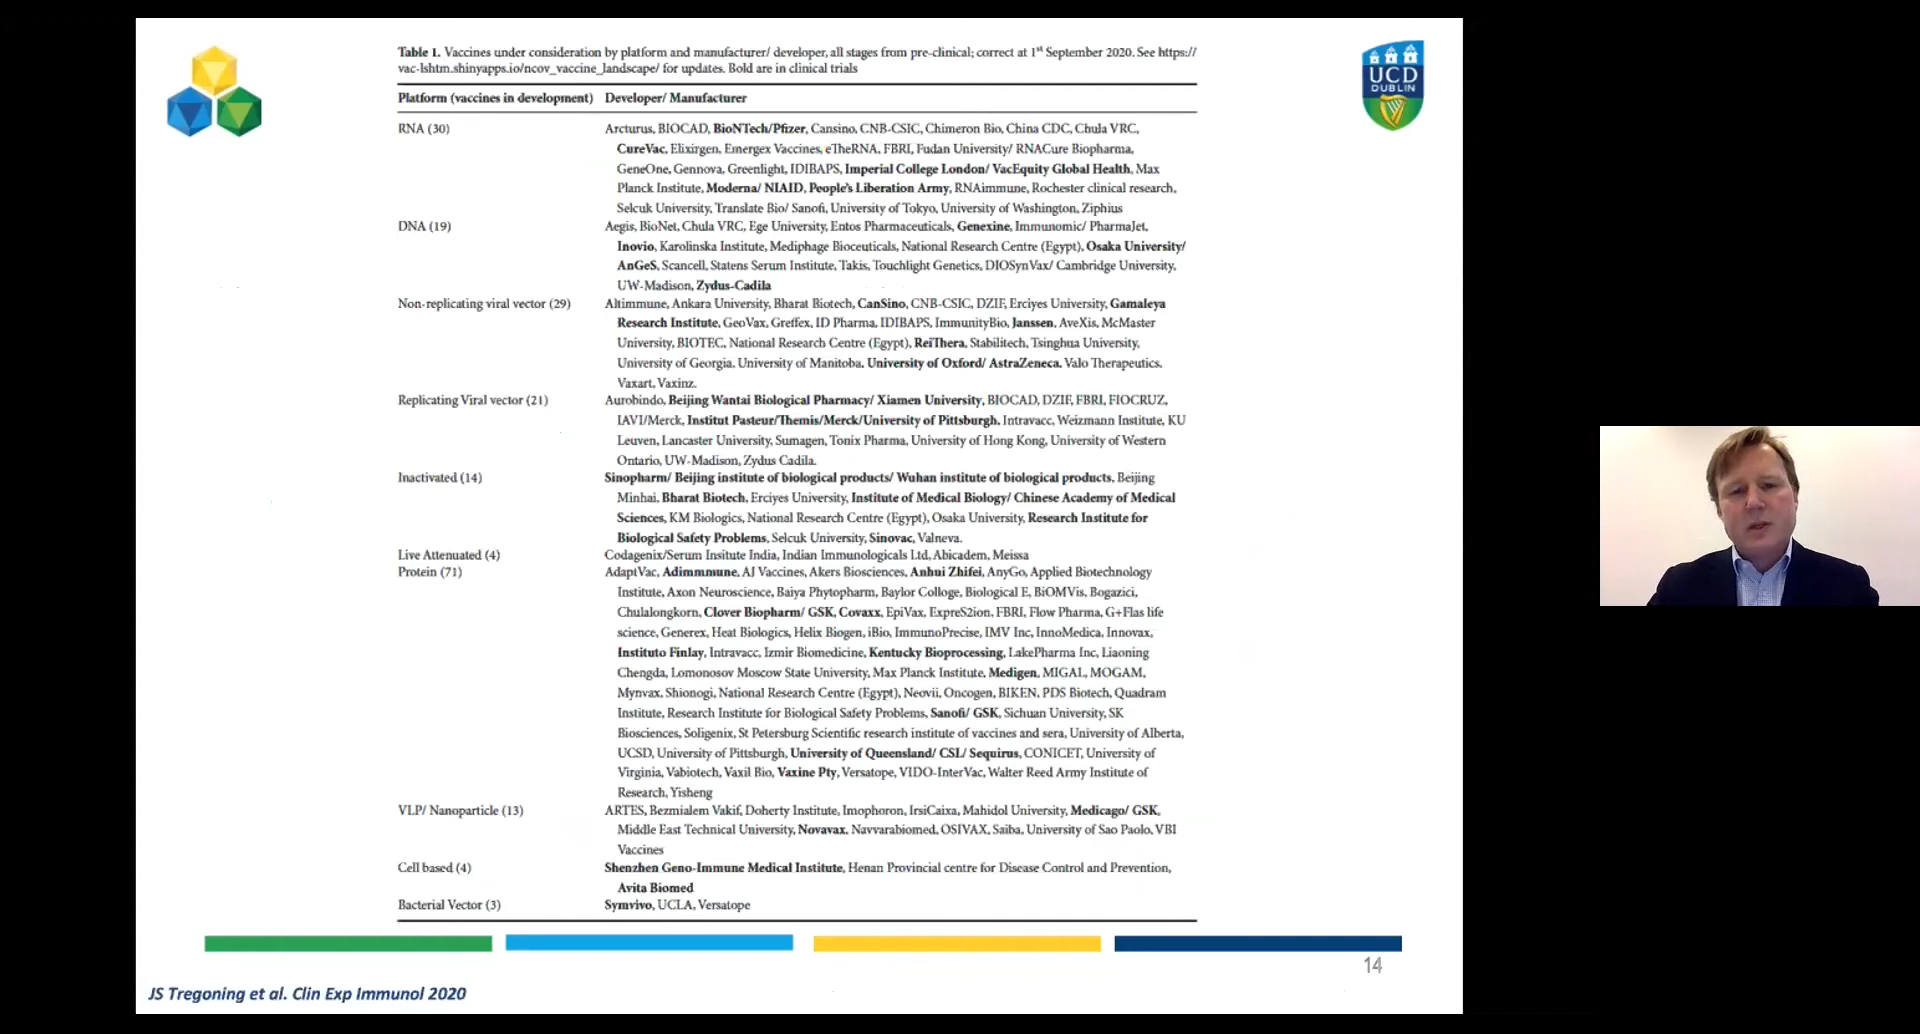 Table 1. Vaccines under consideration by platform and manufacturer/ developer, all stages from pre-clinical; correct at 1st September 2020. See https://
vac-lshtm.shinyapps.io/ncov_vaccine_landscape/ for updates. Bold are in clinical trials
UCD
DUBLIN
Platform (vaccines in development) Developer/ Manufacturer
RNA (30) Arcturus, BIOCAD, BioNTech/Pfizer, Cansino, CNB-CSIC, Chimeron Bio, China CDC, Chula VRC,
CureVac, Elixirgen, Emergex Vaccines, eTheRNA, FBRI, Fudan University/ RNACure Biopharma,
GeneOne, Gennova, Greenlight, IDIBAPS, Imperial College London/ VacEquity Global Health, Max
Planck Institute, Moderna/ NIAID, People's Liberation Army, RNAimmune, Rochester clinical research,
Selcuk University, Translate Bio/ Sanofi, University of Tokyo, University of Washington, Ziphius
DNA (19) Aegis, BioNet, Chula VRC, Ege University, Entos Pharmaceuticals, Genexine, Immunomic/ PharmaJet,
Inovio, Karolinska Institute, Mediphage Bioceuticals, National Research Centre (Egypt), Osaka University/
AnGeS, Scancell, Statens Serum Institute, Takis, Touchlight Genetics, DIOSynVax/ Cambridge University,
UW-Madison, Zydus-Cadila
Non-replicating viral vector (29) Altimmune, Ankara University, Bharat Biotech, CanSino, CNB-CSIC, DZIF, Erciyes University, Gamaleya
Research Institute, GeoVax, Greffex, ID Pharma, IDIBAPS, ImmunityBio, Janssen, AveXis, McMaster
University, BIOTEC, National Research Centre (Egypt), ReiThera, Stabilitech, Tsinghua University,
University of Georgia, University of Manitoba, University of Oxford/ AstraZeneca, Valo Therapeutics.
Vaxart, Vaxinz.
Replicating Viral vector (21) Aurobindo, Beijing Wantai Biological Pharmacy/ Xiamen University, BIOCAD, DZIF, FBRI, FIOCRUZ,
IAVI/Merck, Institut Pasteur/Themis/Merck/University of Pittsburgh, Intravacc, Weizmann Institute, KU
Leuven, Lancaster University, Sumagen, Tonix Pharma, University of Hong Kong, University of Western
Ontario, UW-Madison, Zydus Cadila.
Inactivated (14) Sinopharm/ Beijing institute of biological products/ Wuhan institute of biological products, Beijing
Minhai, Bharat Biotech, Erciyes University, Institute of Medical Biology/ Chinese Academy of Medical
Sciences, KM Biologics, National Research Centre (Egypt), Osaka University, Research Institute for
Biological Safety Problems, Selcuk University, Sinovac, Valneva.
Live Attenuated (4) Codagenix/Serum Insitute India, Indian Immunologicals Ltd, Abicadem, Meissa
Protein (71) AdaptVac, Adimmmune, AJ Vaccines, Akers Biosciences, Anhui Zhifei, AnyGo, Applied Biotechnology
Institute, Axon Neuroscience, Baiya Phytopharm, Baylor Colloge, Biological E, BiOMVis, Bogazici,
Chulalongkorn, Clover Biopharm/ GSK, Covaxx, EpiVax, ExpreS2ion, FBRI, Flow Pharma, G+Flas life
science, Generex, Heat Biologics, Helix Biogen, iBio, ImmunoPrecise, IMV Inc, InnoMedica, Innovax,
Instituto Finlay, Intravacc, Izmir Biomedicine, Kentucky Bioprocessing, LakePharma Inc, Liaoning
Chengda, Lomonosov Moscow State University, Max Planck Institute, Medigen, MIGAL, MOGAM,
Mynvax, Shionogi, National Research Centre (Egypt), Neovii, Oncogen, BIKEN, PDS Biotech, Quadram
Institute, Research Institute for Biological Safety Problems, Sanofi/ GSK, Sichuan University, SK
Biosciences, Soligenix, St Petersburg Scientific research institute of vaccines and sera, University of Alberta,
UCSD, University of Pittsburgh, University of Queensland/ CSL/ Sequirus, CONICET, University of
Virginia, Vabiotech, Vaxil Bio, Vaxine Pty, Versatope, VIDO-InterVac, Walter Reed Army Institute of
Research, Yisheng
VLP/ Nanoparticle (13) ARTES, Bezmialem Vakif, Doherty Institute, Imophoron, IrsiCaixa, Mahidol University, Medicago/ GSK,
Middle East Technical University, Novavax, Navvarabiomed, OSIVAX, Saiba, University of Sao Paolo, VBI
Vaccines
Cell based (4) Shenzhen Geno-Immune Medical Institute, Henan Provincial centre for Disease Control and Prevention,
Avita Biomed
Bacterial Vector (3) Symvivo, UCLA, Versatope
14
JS Tregoning et al. Clin Exp Immunol 2020